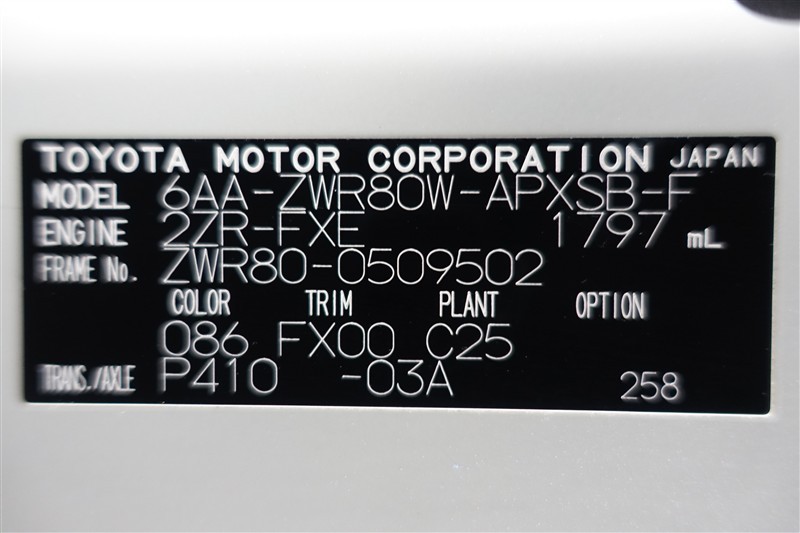 TOYOTA MOTOR CORPORATION JAPAN
MODEL 6AA-ZWR80W-APXSB-F
ENGINE 2ZR-FXE 1797 mL
FRAME No. ZWR80-0509502
COLOR TRIM PLANT OPTION
086 FX00 C25
TRANS./AXLE P410 -03A 258